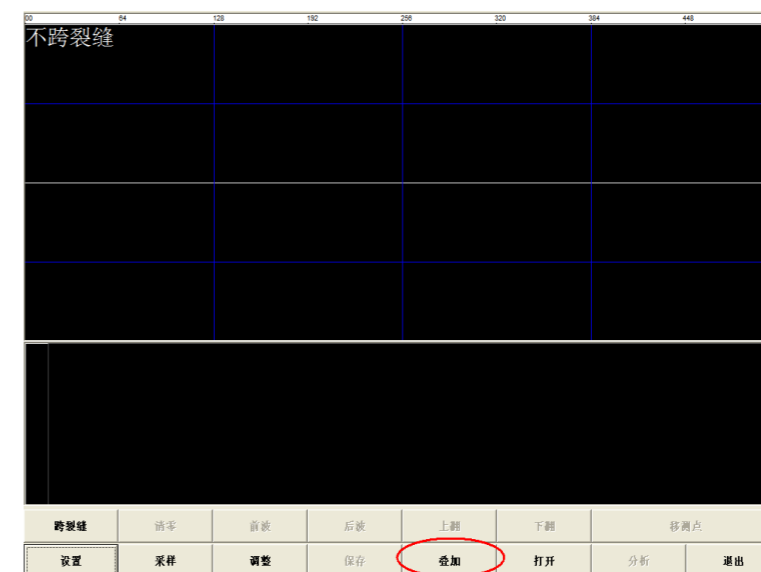 00 64 128 192 256 320 384 448
不跨裂缝
跨裂缝 清零 前波 后波 上翻 下翻 移测点
设置 采样 调整 保存 叠加 打开 分析 退出